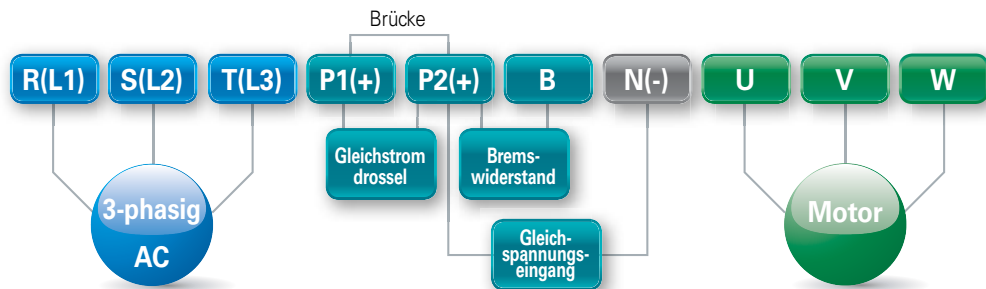 Brücke
R(L1) S(L2) T(L3) P1(+) P2(+) B N(-) U V W
Gleichstrom
drossel
Brems-
widerstand
3-phasig
AC
Motor
Gleich-
spannungs-
eingang